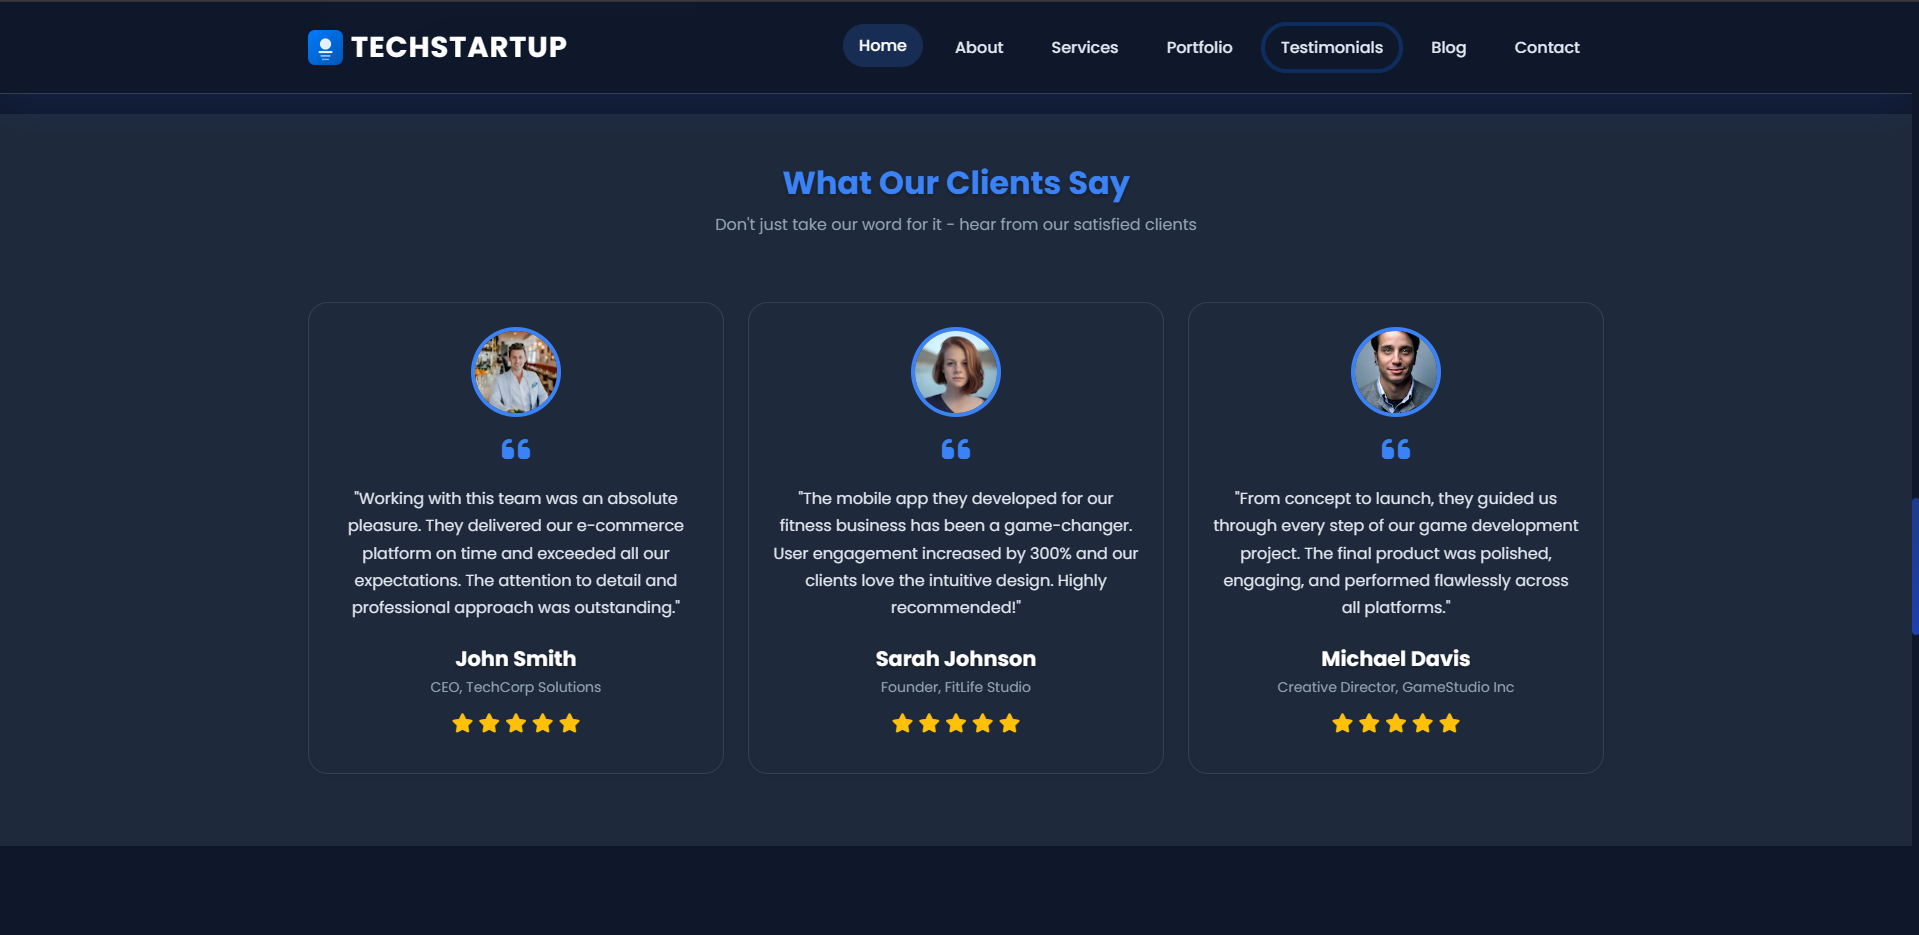 TECHSTARTUP
Home About Services Portfolio Testimonials Blog Contact
What Our Clients Say
Don't just take our word for it - hear from our satisfied clients
"Working with this team was an absolute
pleasure. They delivered our e-commerce
platform on time and exceeded all our
expectations. The attention to detail and
professional approach was outstanding."
John Smith
CEO, TechCorp Solutions
"The mobile app they developed for our
fitness business has been a game-changer.
User engagement increased by 300% and our
clients love the intuitive design. Highly
recommended!"
Sarah Johnson
Founder, FitLife Studio
"From concept to launch, they guided us
through every step of our game development
project. The final product was polished,
engaging, and performed flawlessly across
all platforms."
Michael Davis
Creative Director, GameStudio Inc